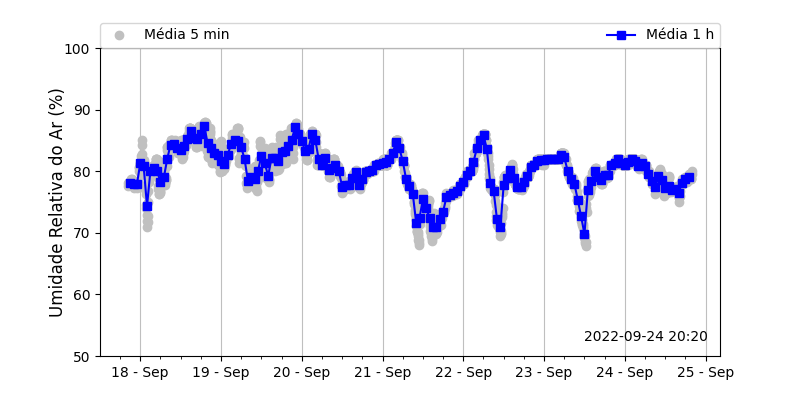 Média 5 min
Média 1 h
Umidade Relativa do Ar (%)
100
90
80
70
60
50
2022-09-24 20:20
18 - Sep
19 - Sep
20 - Sep
21 - Sep
22 - Sep
23 - Sep
24 - Sep
25 - Sep